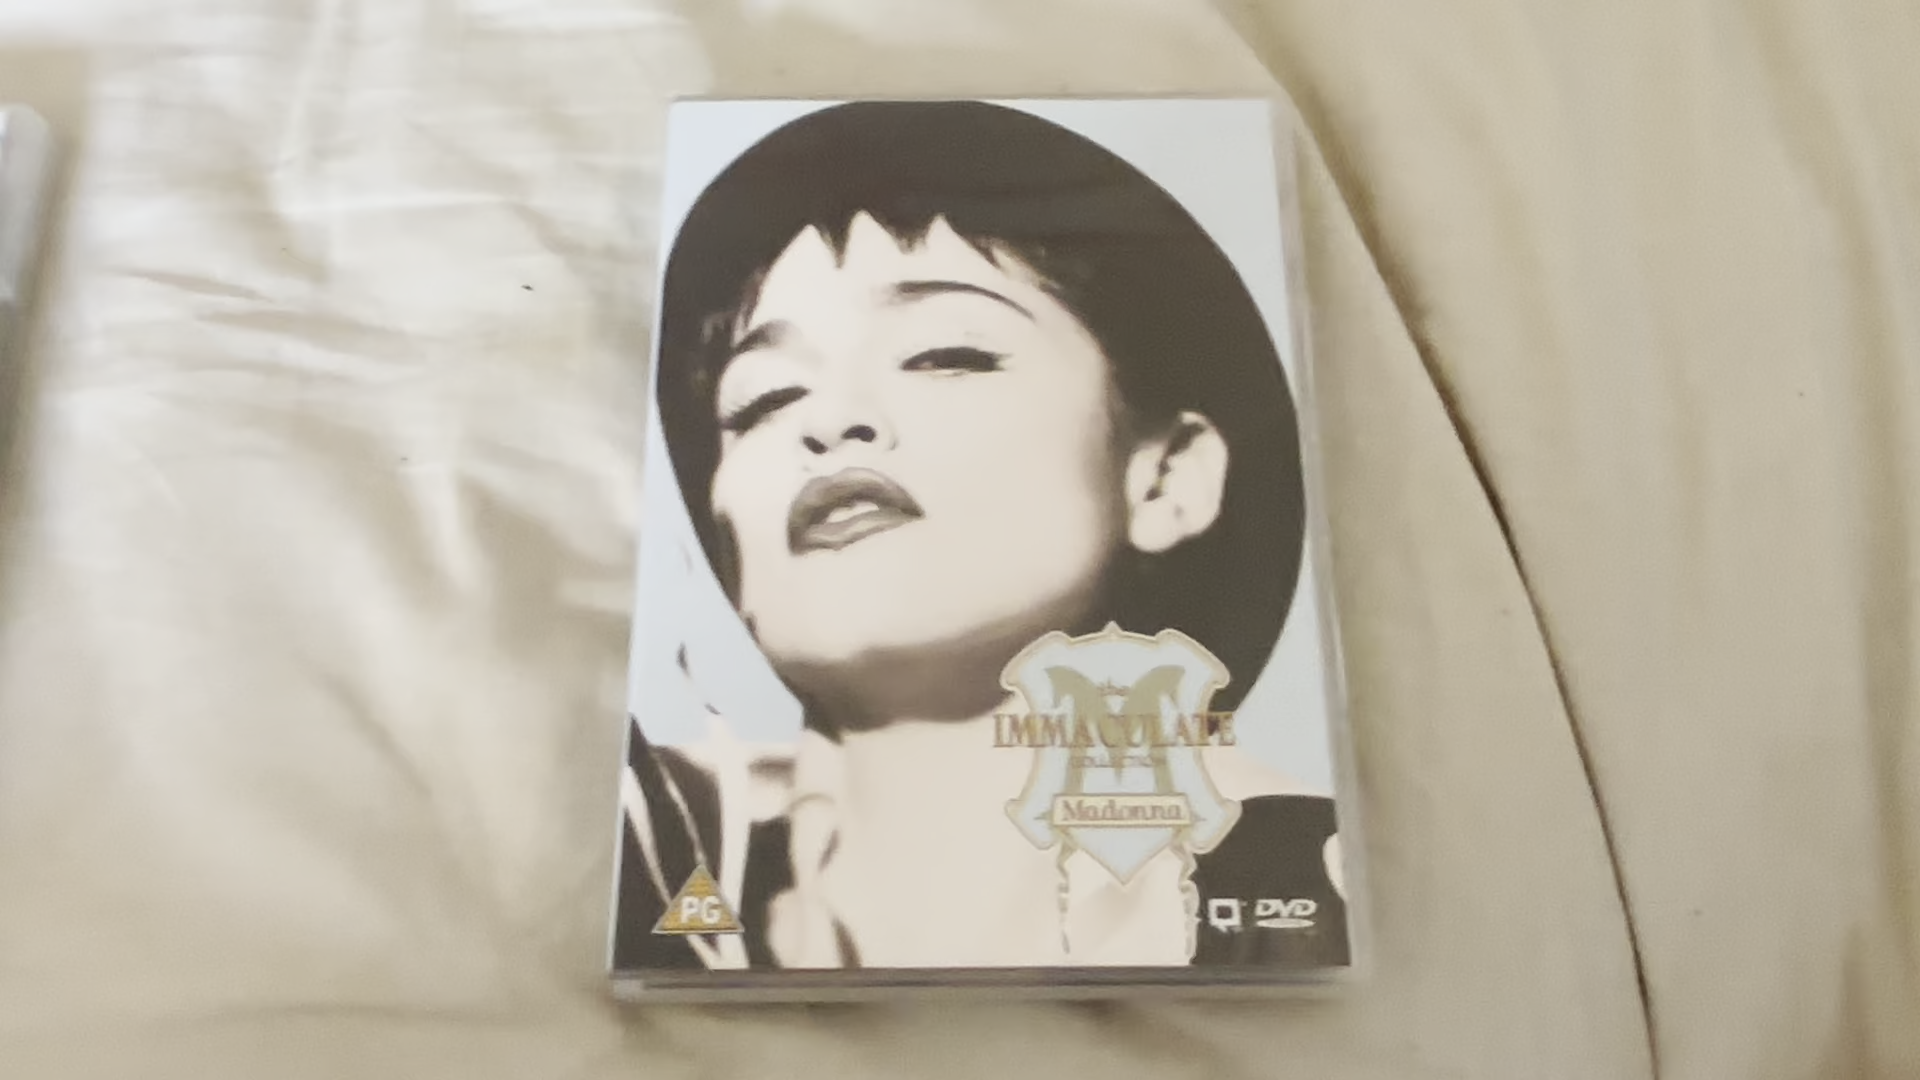 the
IMMACULATE
COLLECTION
Madonna
PG
DVD